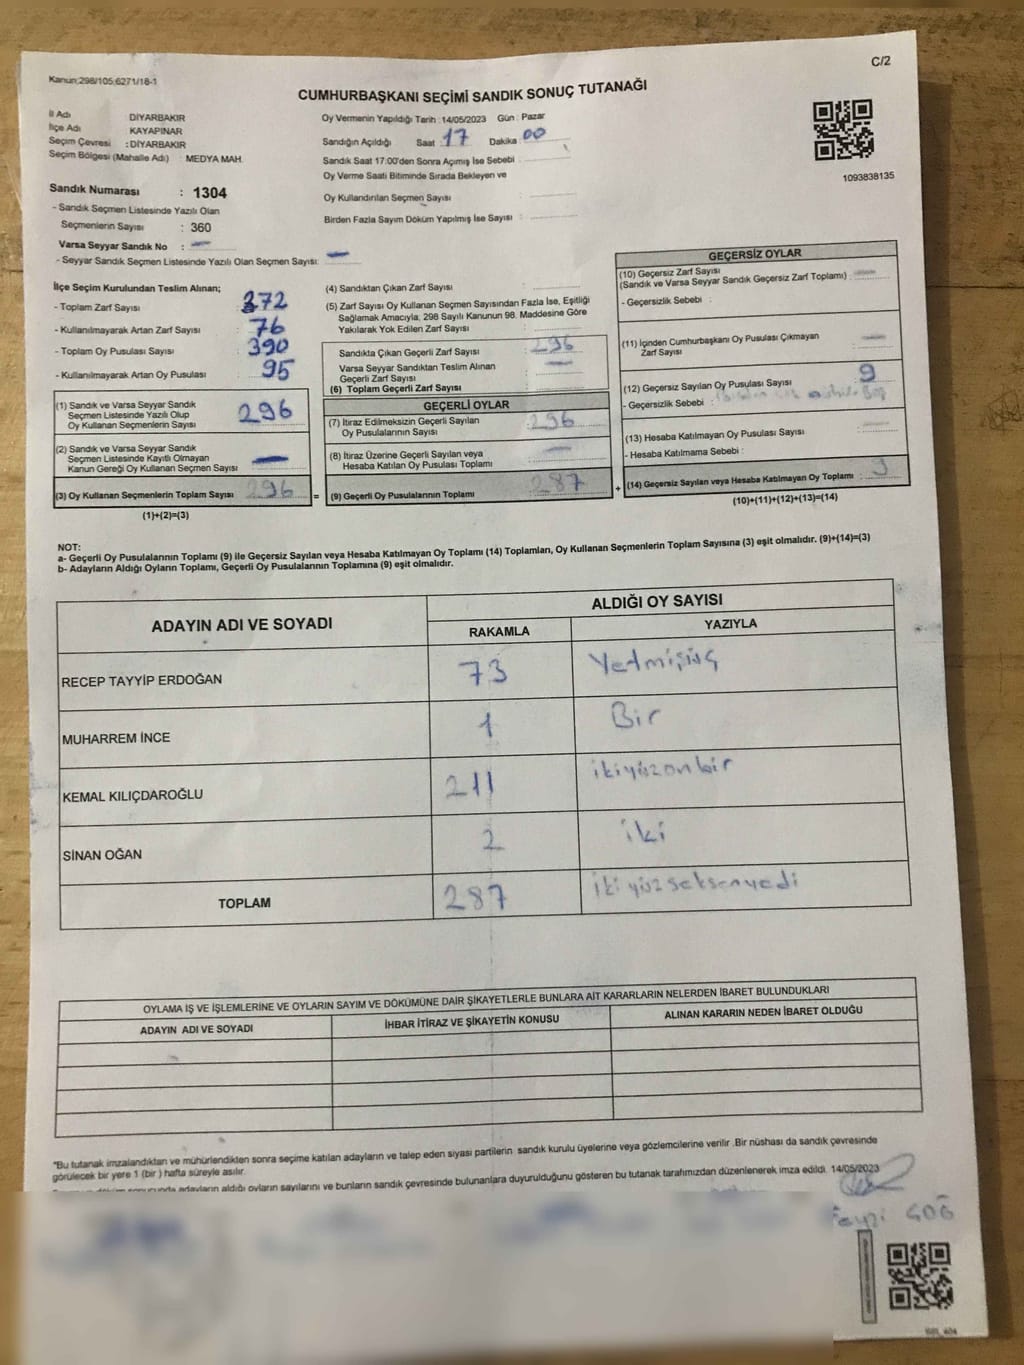 Kanun;298/105;6271/18-1
C/2
CUMHURBAŞKANI SEÇİMİ SANDIK SONUÇ TUTANAĞI
İl Adı DİYARBAKIR
İlçe Adı KAYAPINAR
Seçim Çevresi : DİYARBAKIR
Seçim Bölgesi (Mahalle Adı) : MEDYA MAH.
Sandık Numarası : 1304
- Sandık Seçmen Listesinde Yazılı Olan
Seçmenlerin Sayısı : 360
Varsa Seyyar Sandık No : —
- Seyyar Sandık Seçmen Listesinde Yazılı Olan Seçmen Sayısı: —
Oy Vermenin Yapıldığı Tarih :14/05/2023 Gün : Pazar
Sandığın Açıldığı Saat : 17 Dakika 00
Sandık Saat 17:00'den Sonra Açımış İse Sebebi :
Oy Verme Saati Bitiminde Sırada Bekleyen ve
Oy Kullandırılan Seçmen Sayısı :
Birden Fazla Sayım Döküm Yapılmış İse Sayısı :
1093838135
İlçe Seçim Kurulundan Teslim Alınan;
- Toplam Zarf Sayısı : 372
- Kullanılmayarak Artan Zarf Sayısı : 76
- Toplam Oy Pusulası Sayısı : 390
- Kullanılmayarak Artan Oy Pusulası : 95
(1) Sandık ve Varsa Seyyar Sandık
Seçmen Listesinde Yazılı Olup
Oy Kullanan Seçmenlerin Sayısı : 296
(2) Sandık ve Varsa Seyyar Sandık
Seçmen Listesinde Kayıtlı Olmayan
Kanun Gereği Oy Kullanan Seçmen Sayısı : —
(3) Oy Kullanan Seçmenlerin Toplam Sayısı : 296 =
(1)+(2)=(3)
(4) Sandıktan Çıkan Zarf Sayısı :
(5) Zarf Sayısı Oy Kullanan Seçmen Sayısından Fazla İse, Eşitliği
Sağlamak Amacıyla, 298 Sayılı Kanunun 98. Maddesine Göre
Yakılarak Yok Edilen Zarf Sayısı :
Sandıkta Çıkan Geçerli Zarf Sayısı : 296
Varsa Seyyar Sandıktan Teslim Alınan
Geçerli Zarf Sayısı : —
(6) Toplam Geçerli Zarf Sayısı :
GEÇERLİ OYLAR
(7) İtiraz Edilmeksizin Geçerli Sayılan
Oy Pusulalarının Sayısı : 296
(8) İtiraz Üzerine Geçerli Sayılan veya
Hesaba Katılan Oy Pusulası Toplamı : —
(9) Geçerli Oy Pusulalarının Toplamı : 287 +
GEÇERSİZ OYLAR
(10) Geçersiz Zarf Sayısı
(Sandık ve Varsa Seyyar Sandık Geçersiz Zarf Toplamı) : —
- Geçersizlik Sebebi :
(11) İçinden Cumhurbaşkanı Oy Pusulası Çıkmayan
Zarf Sayısı : —
(12) Geçersiz Sayılan Oy Pusulası Sayısı : 9
- Geçersizlik Sebebi :
(13) Hesaba Katılmayan Oy Pusulası Sayısı : —
- Hesaba Katılmama Sebebi :
(14) Geçersiz Sayılan veya Hesaba Katılmayan Oy Toplamı : 9
(10)+(11)+(12)+(13)=(14)
NOT:
a- Geçerli Oy Pusulalarının Toplamı (9) ile Geçersiz Sayılan veya Hesaba Katılmayan Oy Toplamı (14) Toplamları, Oy Kullanan Seçmenlerin Toplam Sayısına (3) eşit olmalıdır. (9)+(14)=(3)
b- Adayların Aldığı Oyların Toplamı, Geçerli Oy Pusulalarının Toplamına (9) eşit olmalıdır.
ADAYIN ADI VE SOYADI ALDIĞI OY SAYISI
RAKAMLA YAZIYLA
RECEP TAYYİP ERDOĞAN 73 Yetmişüç
MUHARREM İNCE 1 Bir
KEMAL KILIÇDAROĞLU 211 ikiyüzonbir
SİNAN OĞAN 2 iki
TOPLAM 287 ikiyüzseksenyedi
OYLAMA İŞ VE İŞLEMLERİNE VE OYLARIN SAYIM VE DÖKÜMÜNE DAİR ŞİKAYETLERLE BUNLARA AİT KARARLARIN NELERDEN İBARET BULUNDUKLARI
ADAYIN ADI VE SOYADI İHBAR İTİRAZ VE ŞİKAYETİN KONUSU ALINAN KARARIN NEDEN İBARET OLDUĞU
*Bu tutanak imzalandıktan ve mühürlendikten sonra seçime katılan adayların ve talep eden siyasi partilerin sandık kurulu üyelerine veya gözlemcilerine verilir .Bir nüshası da sandık çevresinde
görülecek bir yere 1 (bir ) hafta süreyle asılır.
sonucunda adayların aldığı oyların sayılarını ve bunların sandık çevresinde bulunanlara duyurulduğunu gösteren bu tutanak tarafımızdan düzenlenerek imza edildi. 14/05/2023